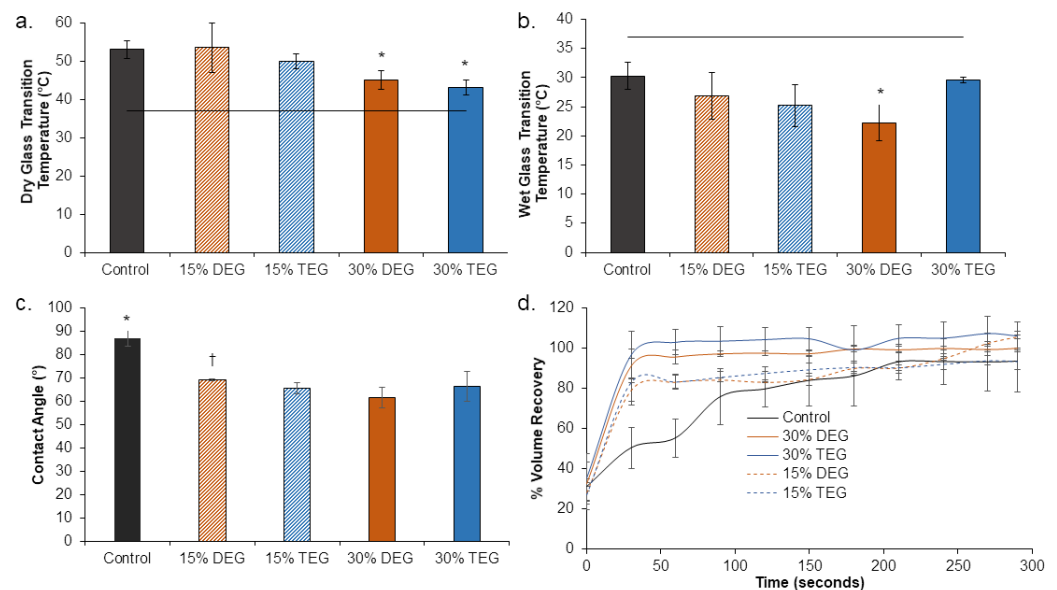 a.
Dry Glass Transition
Temperature (°C)
60
50
40
30
20
10
0
*
*
Control
15% DEG
15% TEG
30% DEG
30% TEG
b.
Wet Glass Transition
Temperature (°C)
40
35
30
25
20
15
10
5
0
*
Control
15% DEG
15% TEG
30% DEG
30% TEG
c.
Contact Angle (°)
100
90
80
70
60
50
40
30
20
10
0
*
†
Control
15% DEG
15% TEG
30% DEG
30% TEG
d.
% Volume Recovery
120
100
80
60
40
20
0
Control
30% DEG
30% TEG
15% DEG
15% TEG
0
50
100
150
200
250
300
Time (seconds)